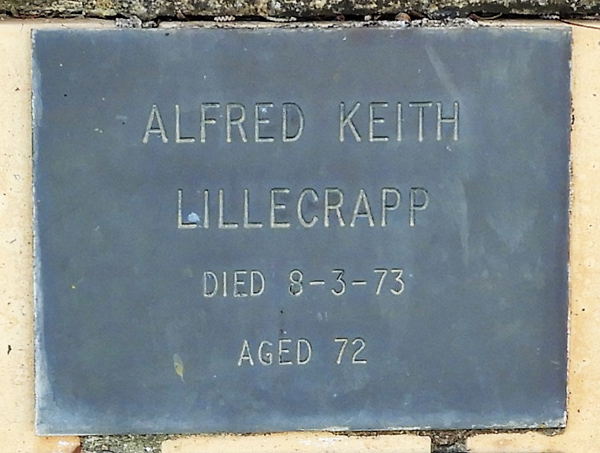 ALFRED KEITH
LILLECRAPP
DIED 8-3-73
AGED 72